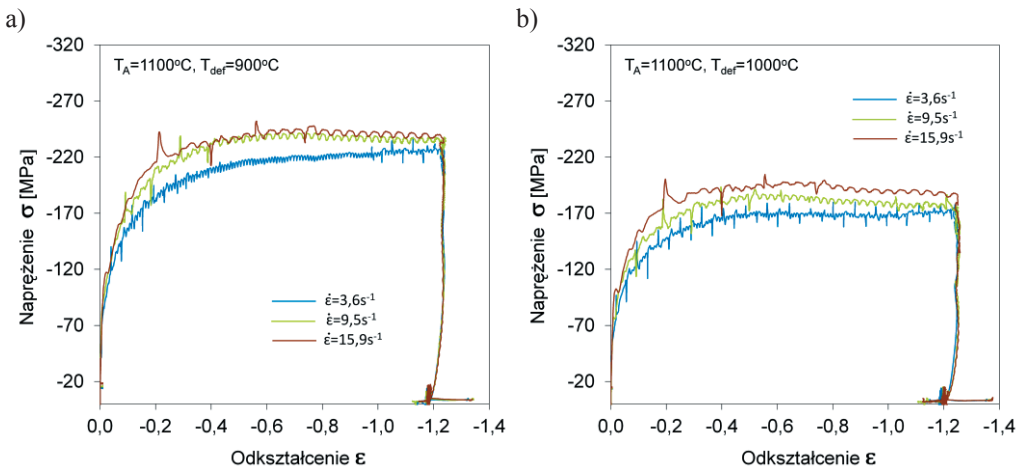 a)
-320
-270
-220
-170
-120
-70
-20
Naprężenie σ [MPa]
T_A=1100°C, T_def=900°C
ε̇=3,6s⁻¹
ε̇=9,5s⁻¹
ε̇=15,9s⁻¹
0,0 -0,2 -0,4 -0,6 -0,8 -1,0 -1,2 -1,4
Odkształcenie ε
b)
-320
-270
-220
-170
-120
-70
-20
Naprężenie σ [MPa]
T_A=1100°C, T_def=1000°C
ε̇=3,6s⁻¹
ε̇=9,5s⁻¹
ε̇=15,9s⁻¹
0,0 -0,2 -0,4 -0,6 -0,8 -1,0 -1,2 -1,4
Odkształcenie ε